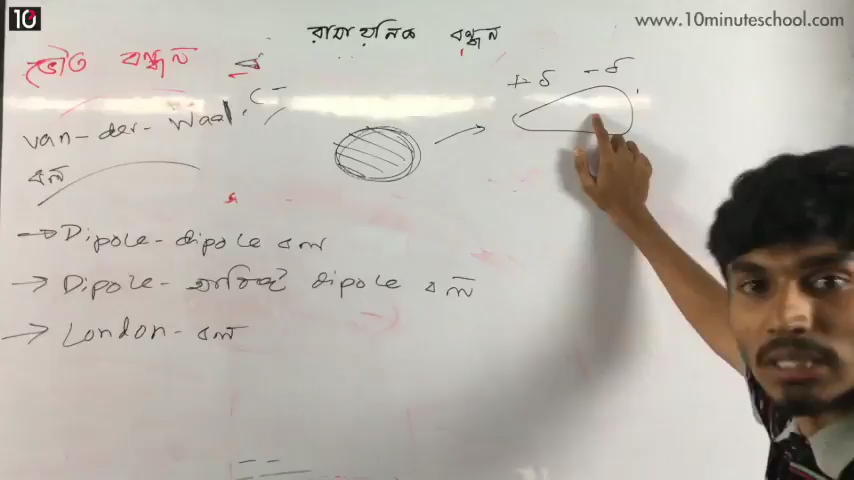 10
www.10minuteschool.com
রাসায়নিক বন্ধন
ভৌত বন্ধন
+δ -δ
van-der-Waal
বল
→ Dipole-dipole বল
→ Dipole-আবিষ্ট dipole বল
→ London-বল